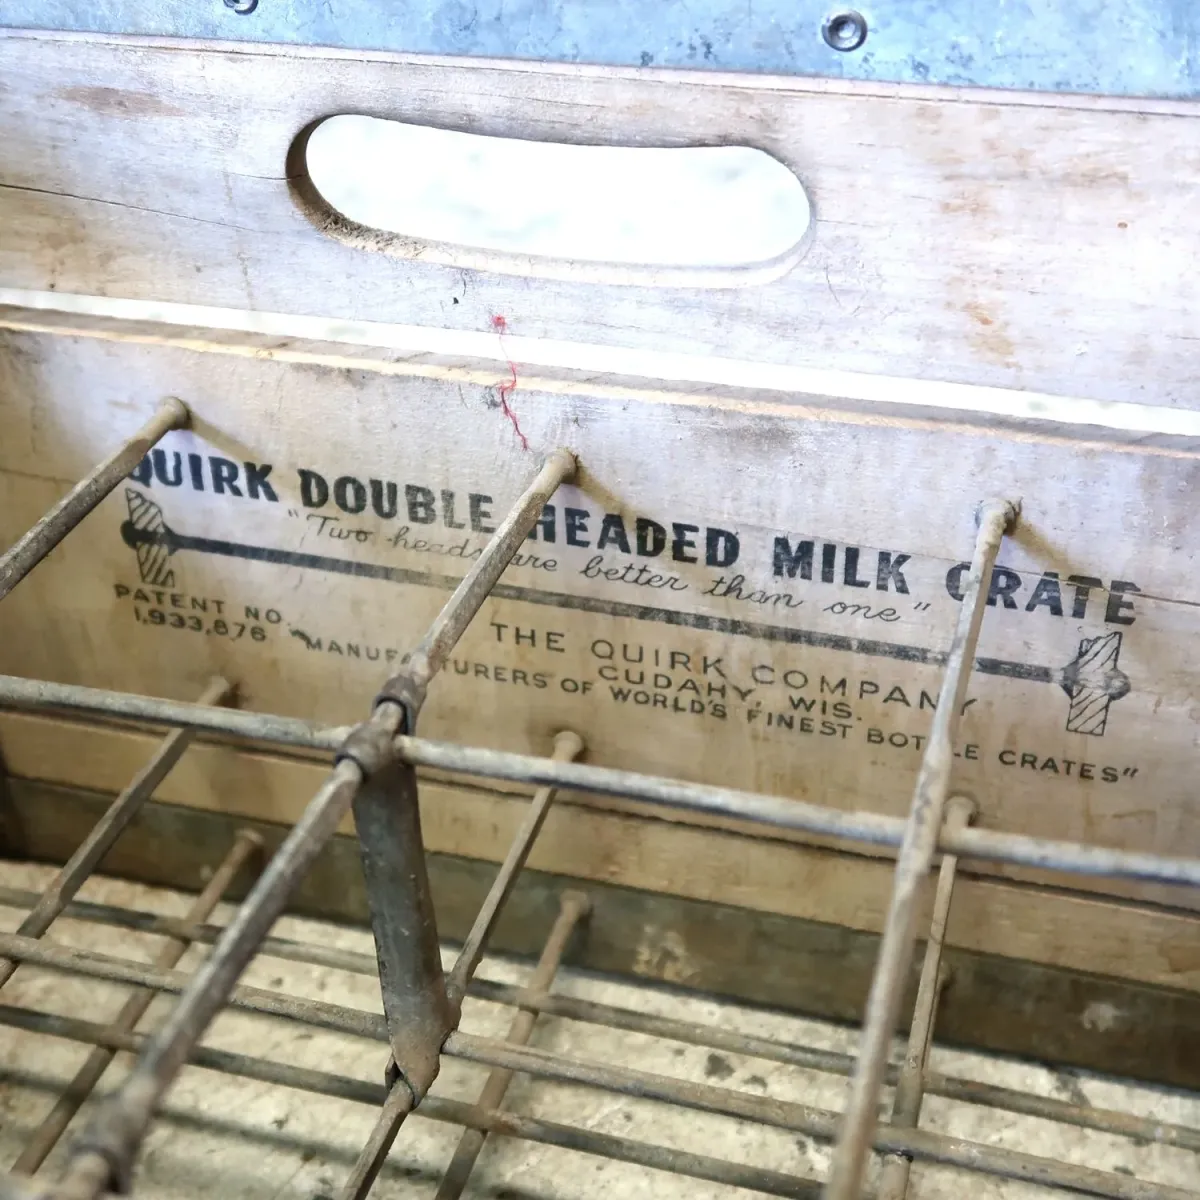 QUIRK DOUBLE HEADED MILK CRATE
"Two heads are better than one"
PATENT NO.
1,933,876
THE QUIRK COMPANY
CUDAHY, WIS.
"MANUFACTURERS OF WORLD'S FINEST BOTTLE CRATES"